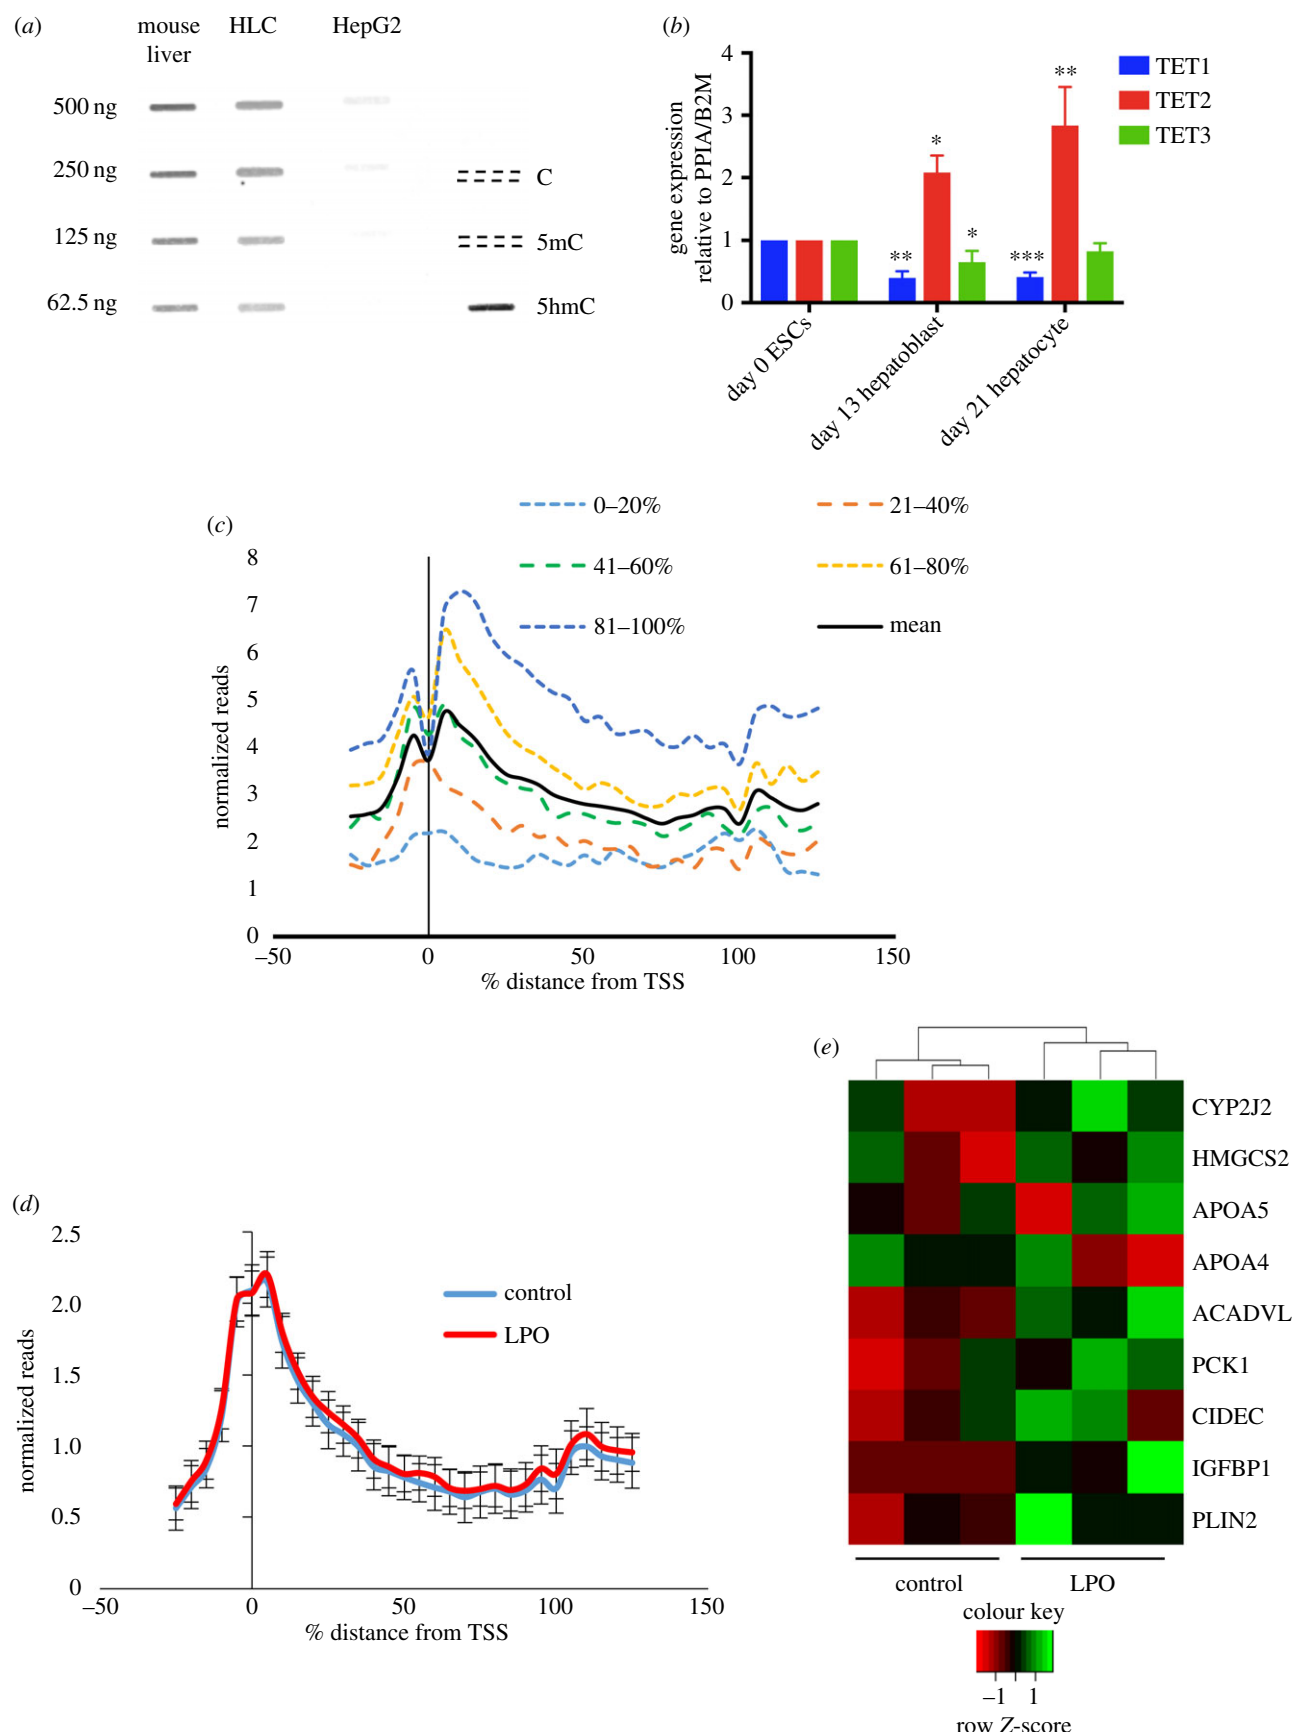 (a)
mouse
liver
HLC
HepG2
500 ng
250 ng
125 ng
62.5 ng
C
5mC
5hmC
(b)
gene expression
relative to PPIA/B2M
4
3
2
1
0
**
*
*
***
**
TET1
TET2
TET3
day 0 ESCs
day 13 hepatoblast
day 21 hepatocyte
(c)
0–20%
21–40%
41–60%
61–80%
81–100%
mean
normalized reads
8
7
6
5
4
3
2
1
0
–50
0
50
100
150
% distance from TSS
(d)
normalized reads
2.5
2.0
1.5
1.0
0.5
0
control
LPO
–50
0
50
100
150
% distance from TSS
(e)
CYP2J2
HMGCS2
APOA5
APOA4
ACADVL
PCK1
CIDEC
IGFBP1
PLIN2
control
LPO
colour key
–1
1
row Z-score